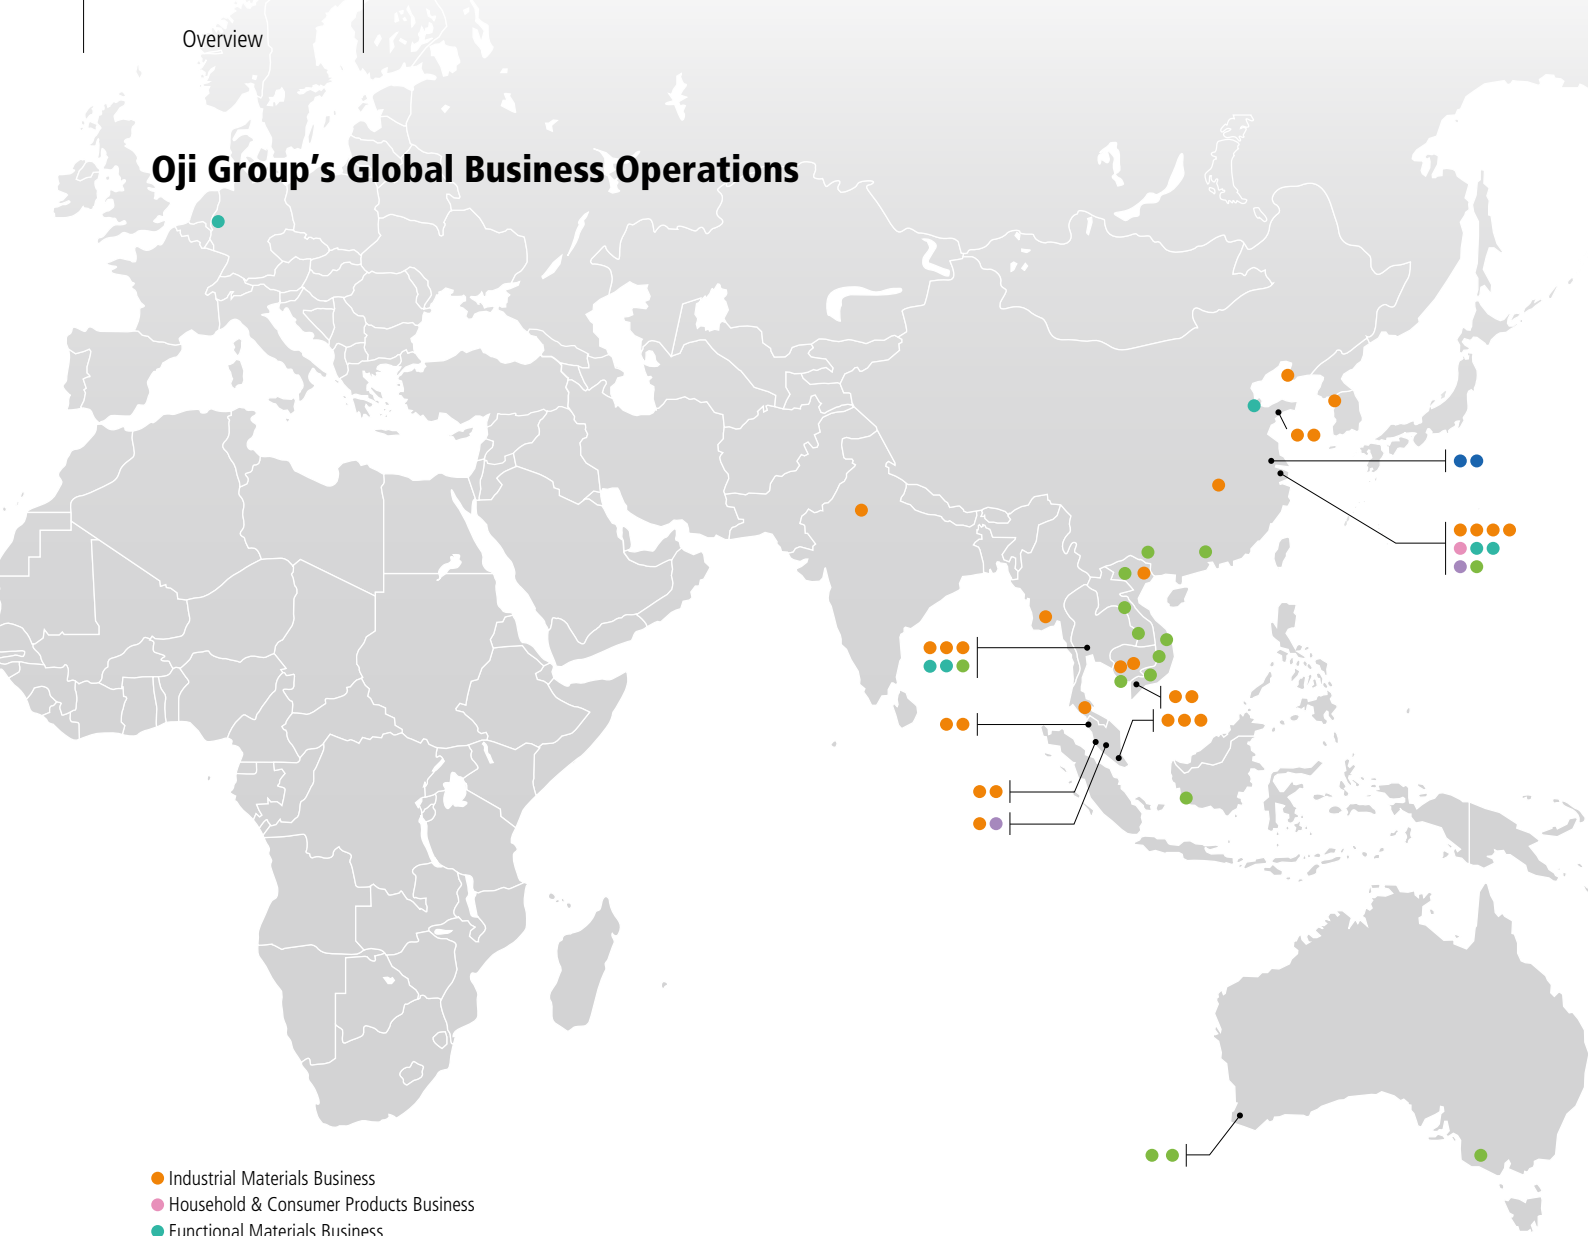 Overview
Oji Group’s Global Business Operations
Industrial Materials Business
Household & Consumer Products Business
Functional Materials Business